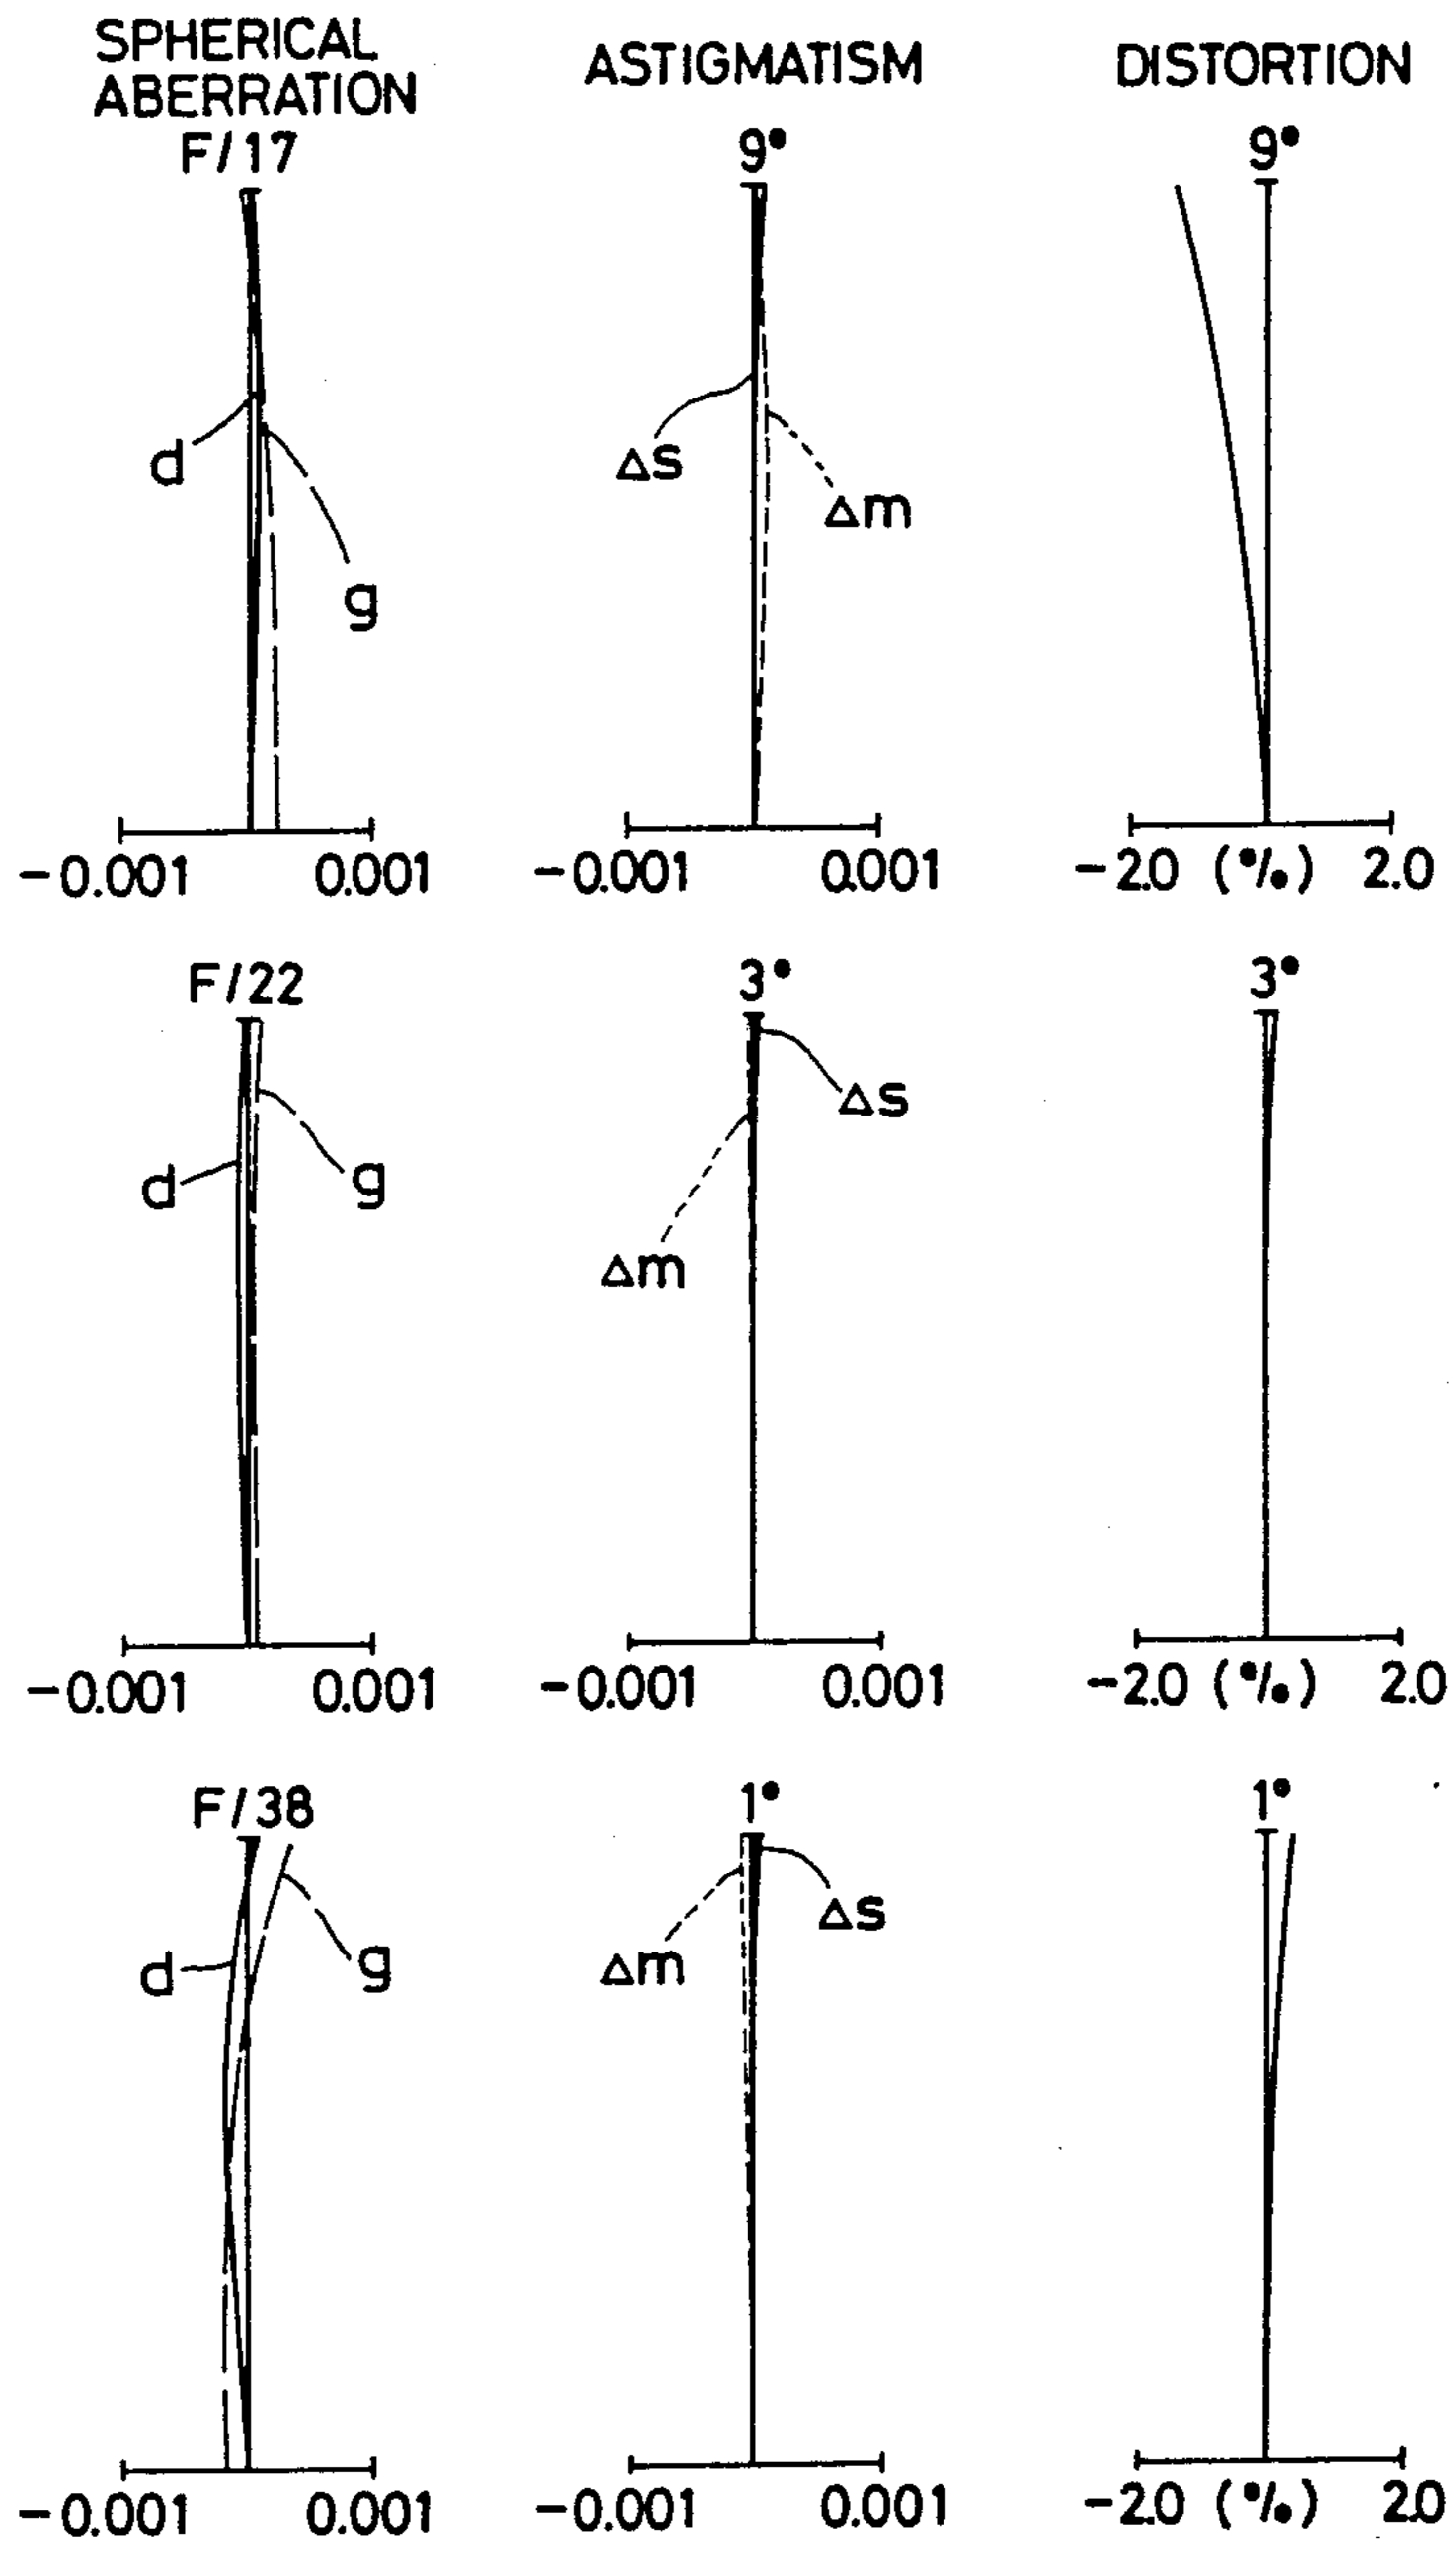 SPHERICAL
ABERRATION
ASTIGMATISM
DISTORTION
F/17
9°
9°
d
g
Δs
Δm
-0.001
0.001
-0.001
0.001
-2.0 (%) 2.0
F/22
3°
3°
d
g
Δs
Δm
-0.001
0.001
-0.001
0.001
-2.0 (%) 2.0
F/38
1°
1°
d
g
Δm
Δs
-0.001
0.001
-0.001
0.001
-2.0 (%) 2.0